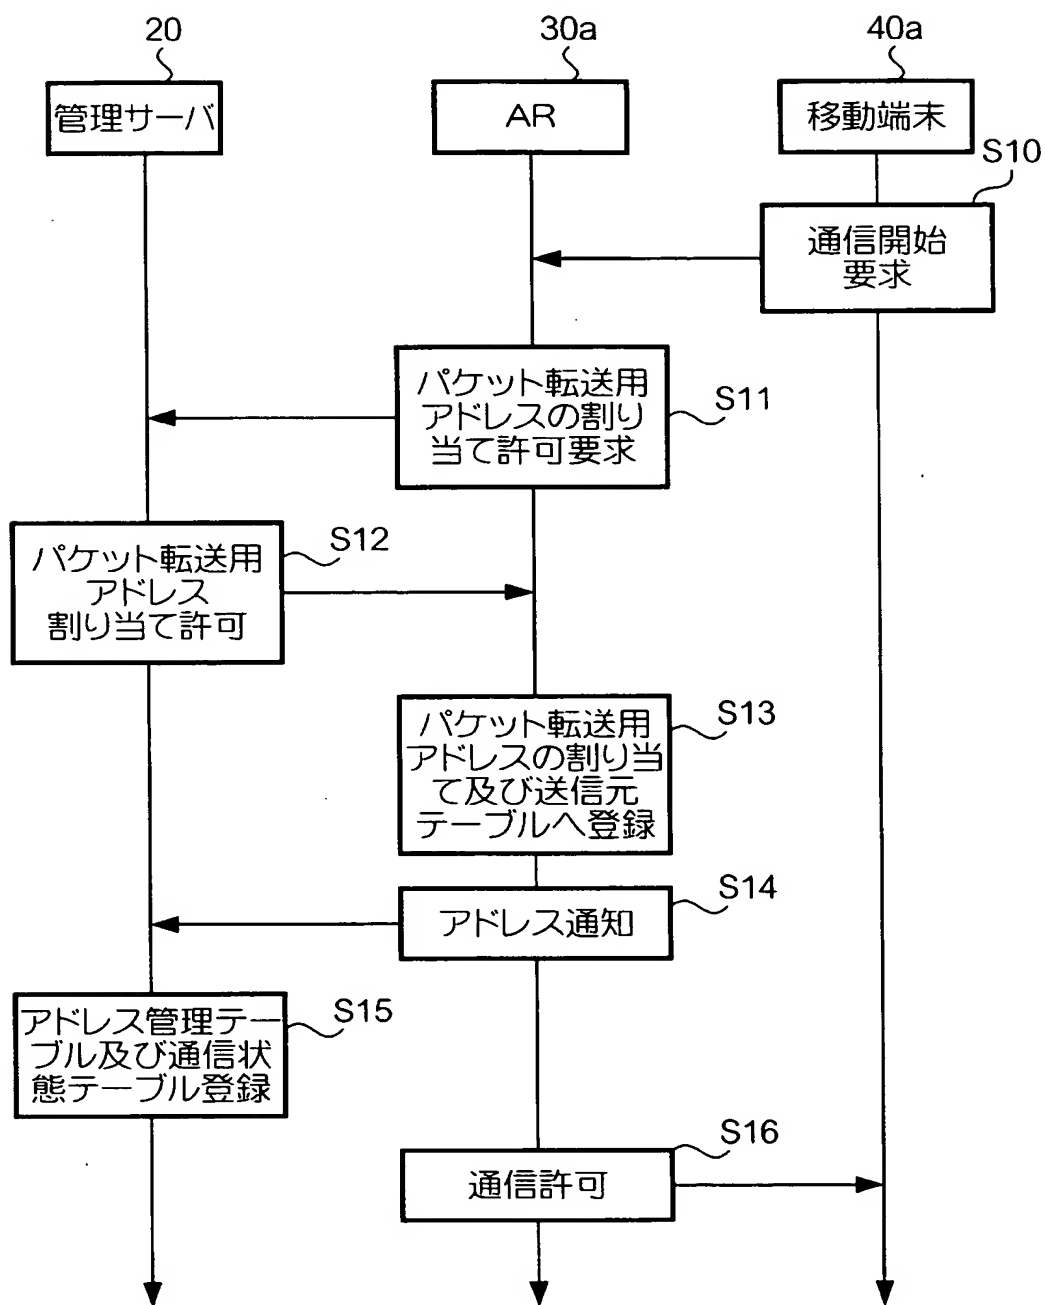 20
30a
40a
管理サーバ
AR
移動端末
S10
通信開始
要求
パケット転送用
アドレスの割り
当て許可要求
S11
パケット転送用
アドレス
割り当て許可
S12
パケット転送用
アドレスの割り当
て及び送信元
テーブルへ登録
S13
アドレス通知
S14
アドレス管理テー
ブル及び通信状
態テーブル登録
S15
通信許可
S16